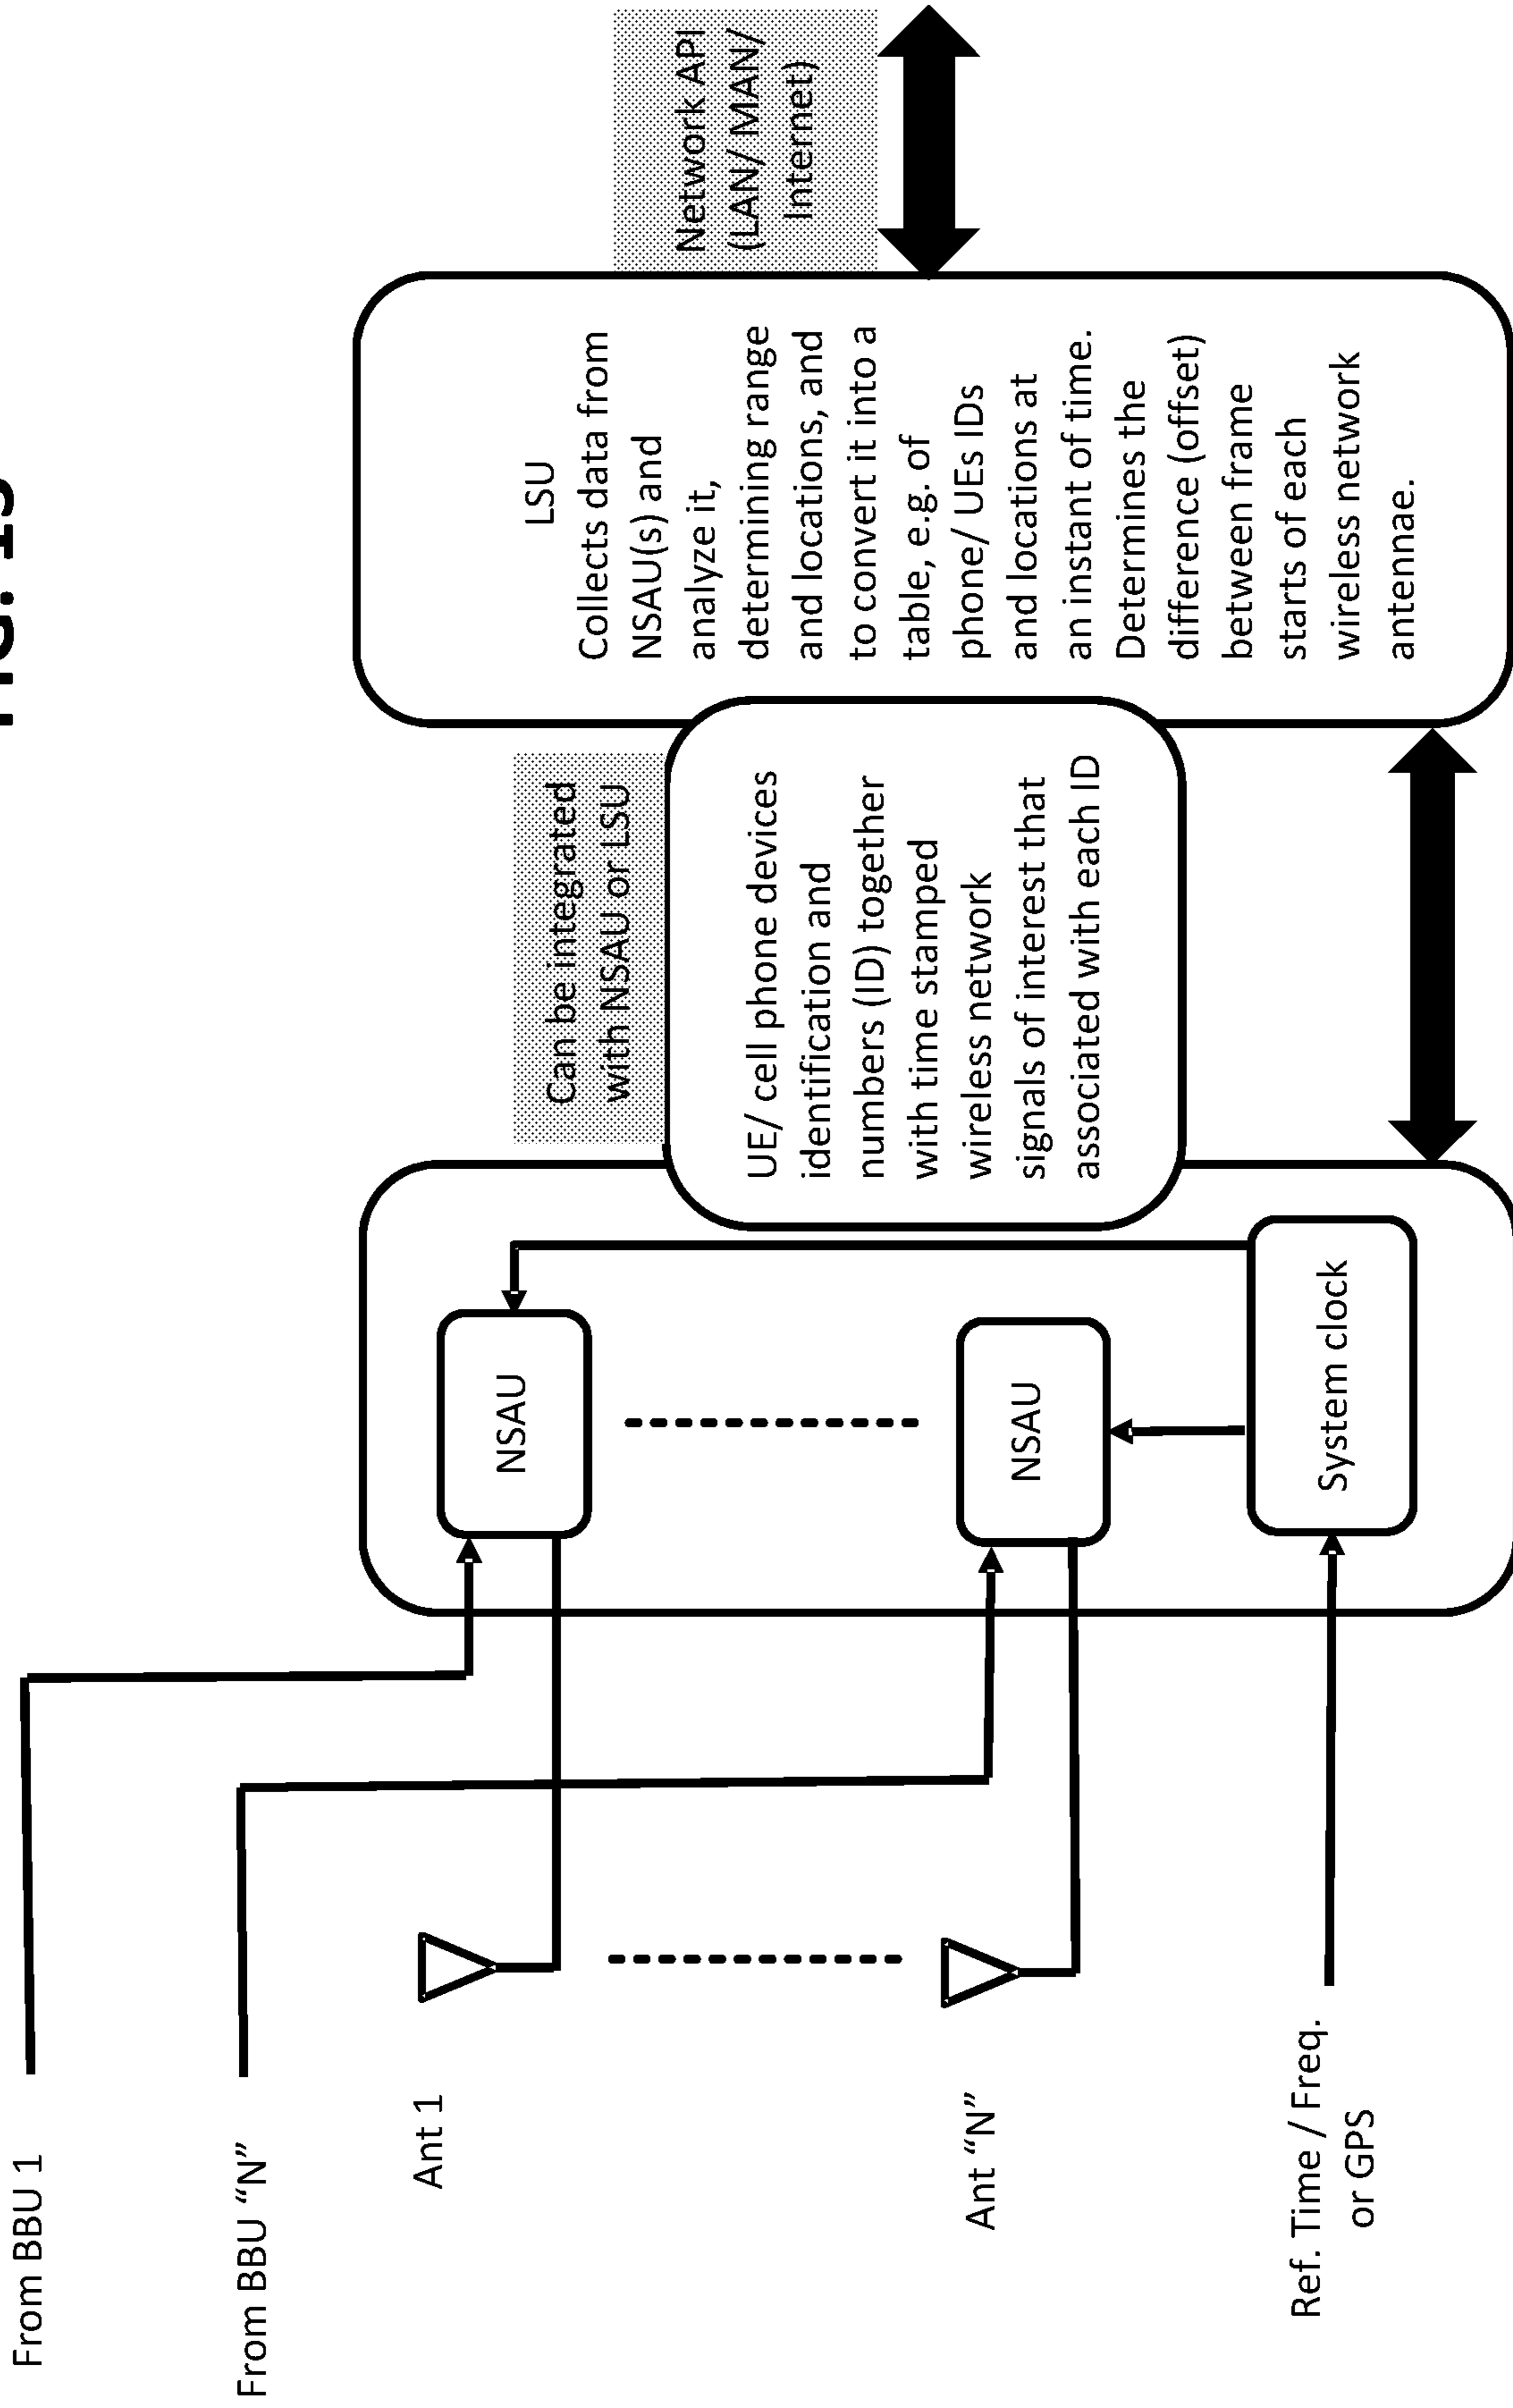 FIG.
From BBU 1
From BBU “N”
Ant 1
Ant “N”
Ref. Time / Freq.
or GPS
NSAU
NSAU
System clock
Can be integrated
with NSAU or LSU
UE/ cell phone devices
identification and
numbers (ID) together
with time stamped
wireless network
signals of interest that
associated with each ID
LSU
Collects data from
NSAU(s) and
analyze it,
determining range
and locations, and
to convert it into a
table, e.g. of
phone/ UEs IDs
and locations at
an instant of time.
Determines the
difference (offset)
between frame
starts of each
wireless network
antennae.
Network API
(LAN/ MAN/
Internet)